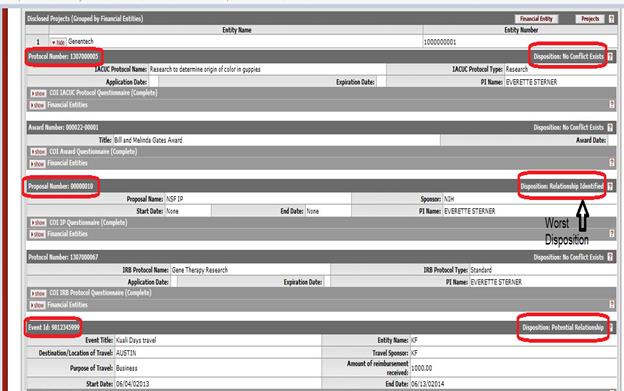 Disclosed Projects (Grouped by Financial Entities) Financial Entity Projects ?
Entity Name Entity Number
1 hide Genentech 1000000001
Protocol Number: 1307000005 Disposition: No Conflict Exists ?
IACUC Protocol Name: Research to determine origin of color in guppies IACUC Protocol Type: Research
Application Date: Expiration Date: PI Name: EVERETTE STERNER
show COI IACUC Protocol Questionnaire (Complete)
show Financial Entities ?
Award Number: 000022-00001 Disposition: No Conflict Exists ?
Title: Bill and Melinda Gates Award Award Date:
show COI Award Questionnaire (Complete)
show Financial Entities ?
Proposal Number: 00000010 Disposition: Relationship Identified ?
Proposal Name: NSF IP Sponsor: NIH
Start Date: None End Date: None PI Name: EVERETTE STERNER
show COI IP Questionnaire (Complete)
show Financial Entities ?
Worst
Disposition
Protocol Number: 1307000067 Disposition: No Conflict Exists ?
IRB Protocol Name: Gene Therapy Research IRB Protocol Type: Standard
Application Date: Expiration Date: PI Name: EVERETTE STERNER
show COI IRB Protocol Questionnaire (Complete)
show Financial Entities ?
Event Id: 9812345999 Disposition: Potential Relationship ?
Event Title: Kuali Days travel Entity Name: KF
Destination/Location of Travel: AUSTIN Travel Sponsor: KF
Purpose of Travel: Business Amount of reimbursement received: 1000.00
Start Date: 06/04/02013 End Date: 06/13/2014